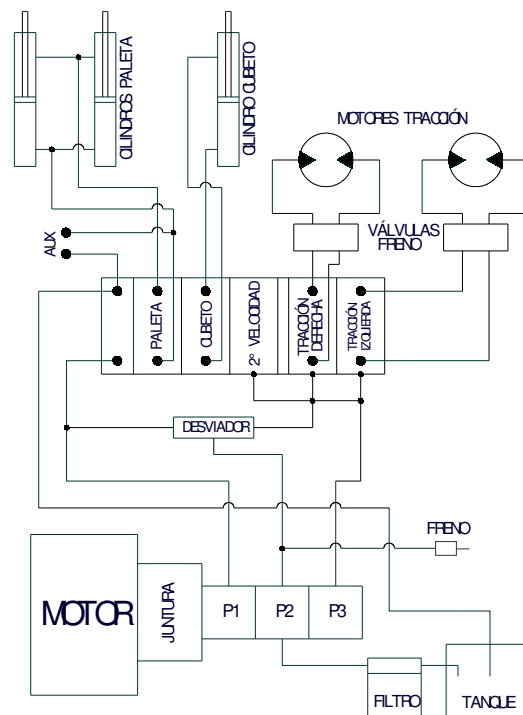 CILINDROS PALETA
CILINDRO CUBETO
MOTORES TRACCIÓN
VÁLVULAS
FRENO
AUX
PALETA
CUBETO
2º VELOCIDAD
TRACCIÓN
DERECHA
TRACCIÓN
IZQUIERDA
DESVIADOR
FRENO
MOTOR
JUNTURA
P1
P2
P3
FILTRO
TANQUE